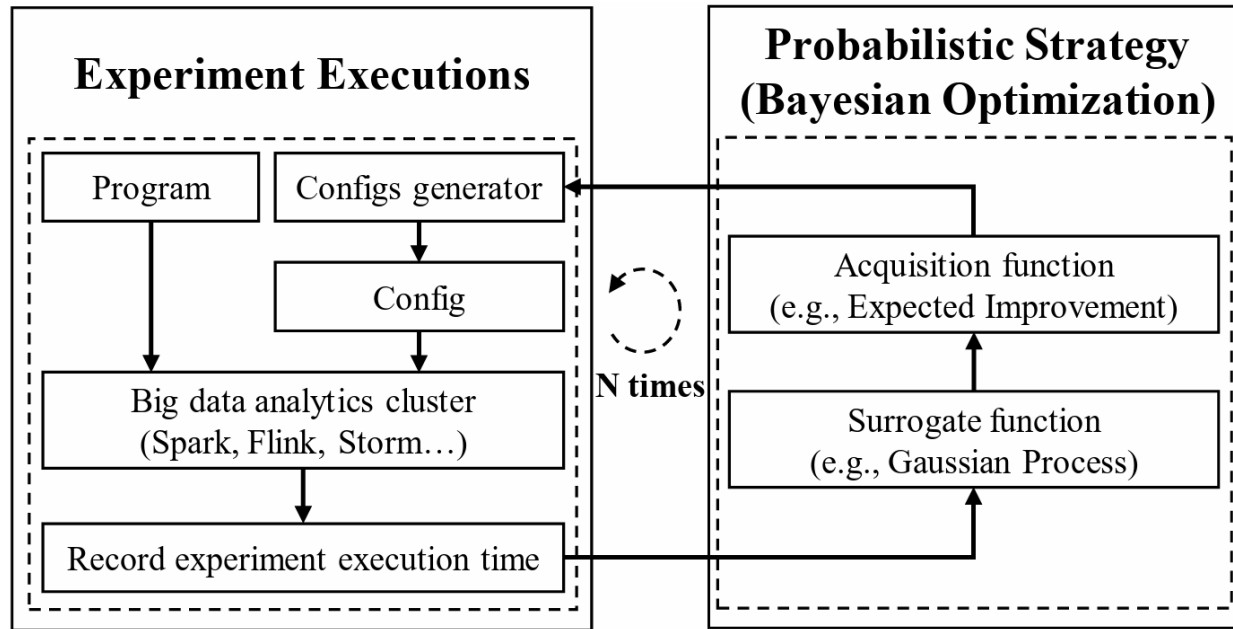 Experiment Executions
Program
Configs generator
Config
Big data analytics cluster
(Spark, Flink, Storm…)
Record experiment execution time
N times
Probabilistic Strategy
(Bayesian Optimization)
Acquisition function
(e.g., Expected Improvement)
Surrogate function
(e.g., Gaussian Process)